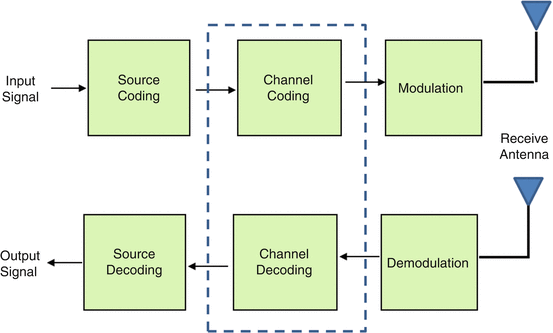 Input
Signal
Source
Coding
Channel
Coding
Modulation
Receive
Antenna
Output
Signal
Source
Decoding
Channel
Decoding
Demodulation